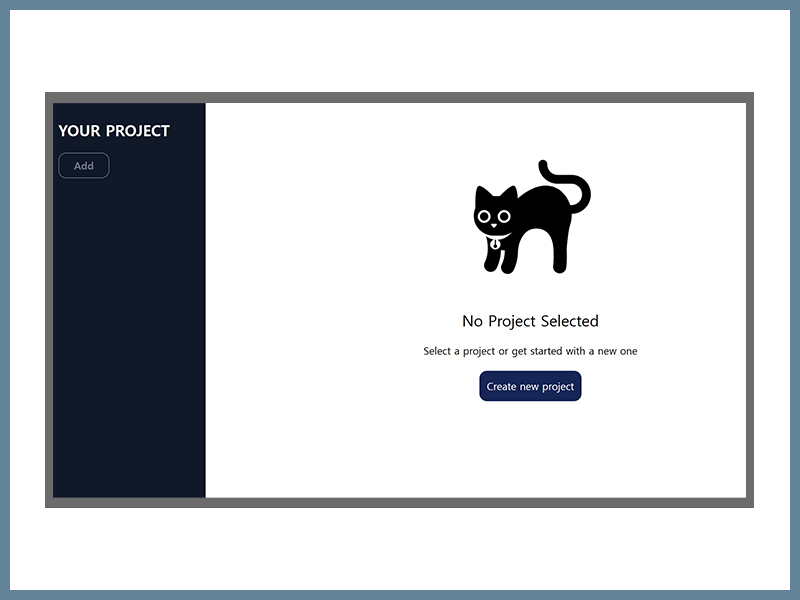 YOUR PROJECT
Add
No Project Selected
Select a project or get started with a new one
Create new project